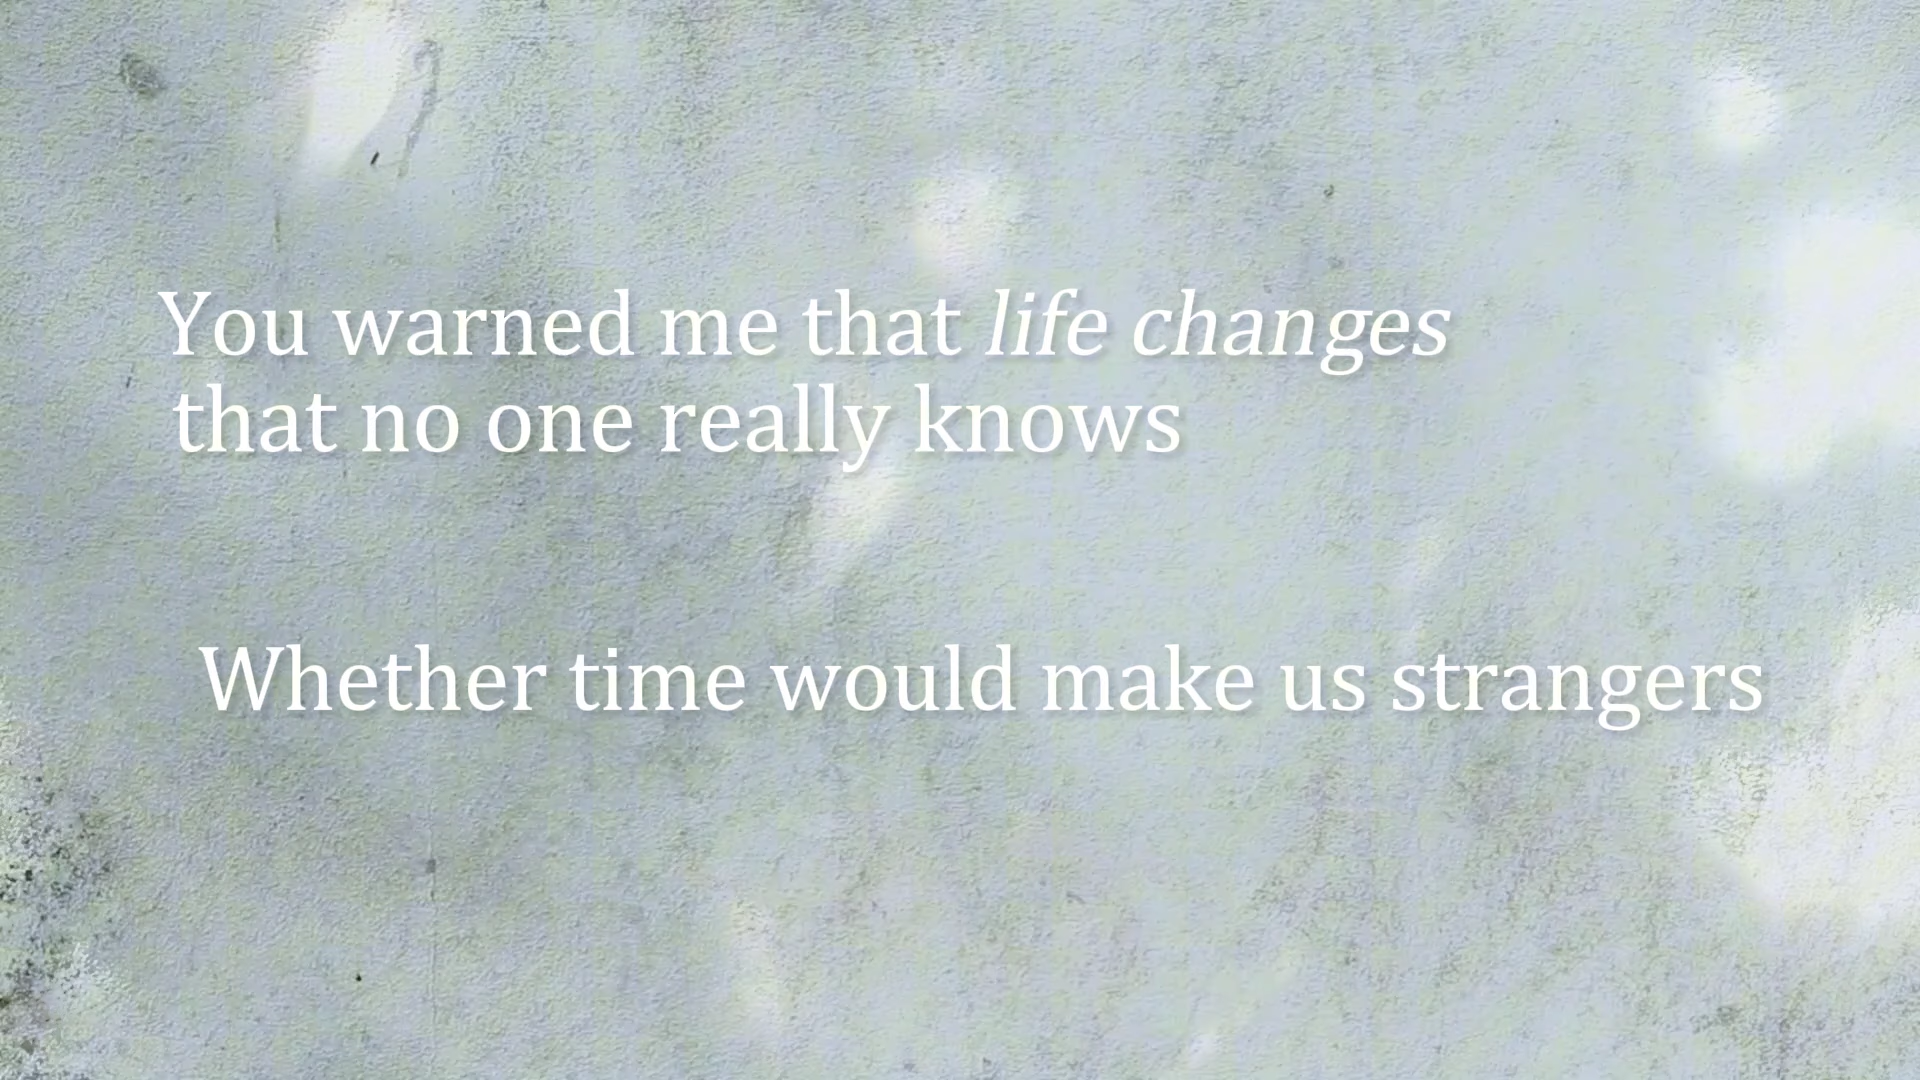 You warned me that life changes
that no one really knows
Whether time would make us strangers